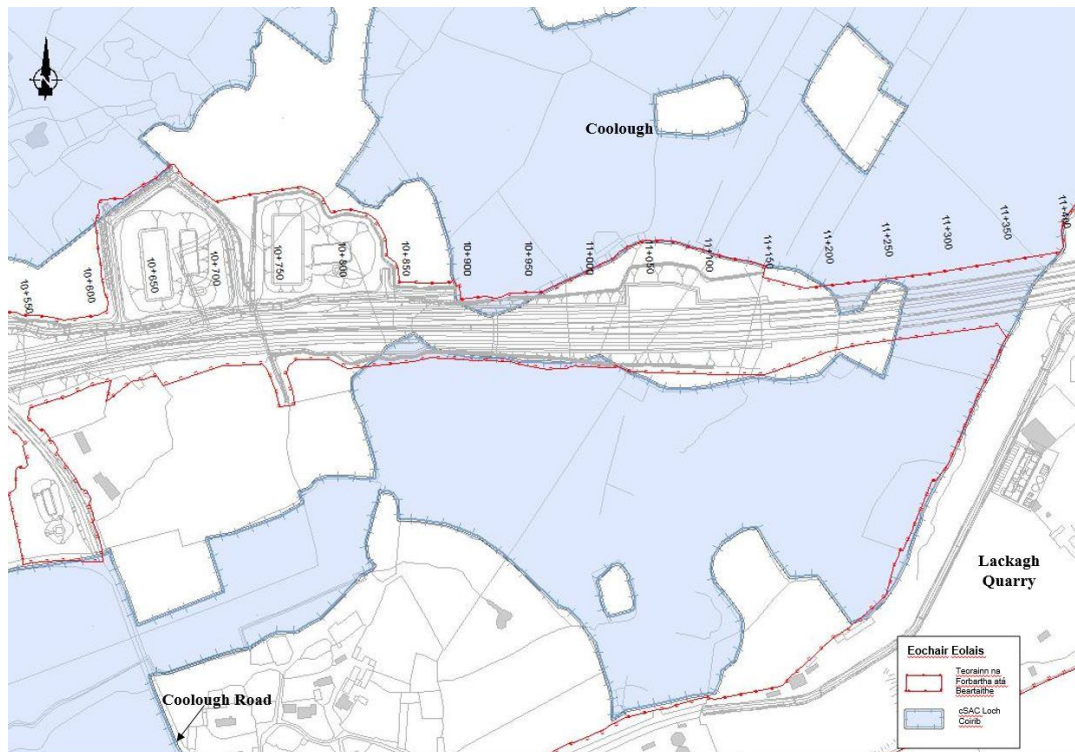 N
Coolough
10+550
10+600
10+650
10+700
10+750
10+800
10+850
10+900
10+950
11+000
11+050
11+100
11+150
11+200
11+250
11+300
11+350
11+400
Lackagh
Quarry
Coolough Road
Eochair Eolais
Teorainn na
Forbartha atá
Beartaithe
cSAC Loch
Coirib